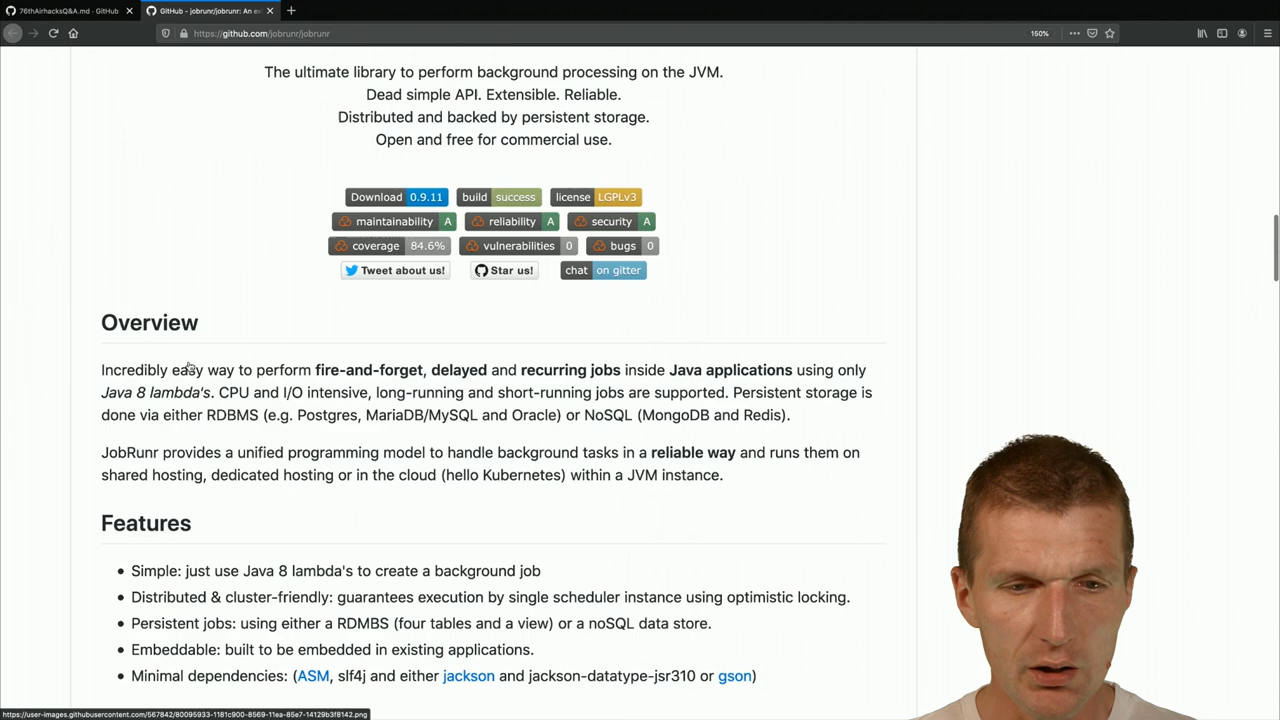 76thAirhacksQ&A.md · GitHub
GitHub - jobrunr/jobrunr: An ex
https://github.com/jobrunr/jobrunr
150%
The ultimate library to perform background processing on the JVM.
Dead simple API. Extensible. Reliable.
Distributed and backed by persistent storage.
Open and free for commercial use.
Download 0.9.11 build success license LGPLv3
maintainability A reliability A security A
coverage 84.6% vulnerabilities 0 bugs 0
Tweet about us! Star us! chat on gitter
Overview
Incredibly easy way to perform fire-and-forget, delayed and recurring jobs inside Java applications using only
Java 8 lambda's. CPU and I/O intensive, long-running and short-running jobs are supported. Persistent storage is
done via either RDBMS (e.g. Postgres, MariaDB/MySQL and Oracle) or NoSQL (MongoDB and Redis).
JobRunr provides a unified programming model to handle background tasks in a reliable way and runs them on
shared hosting, dedicated hosting or in the cloud (hello Kubernetes) within a JVM instance.
Features
• Simple: just use Java 8 lambda's to create a background job
• Distributed & cluster-friendly: guarantees execution by single scheduler instance using optimistic locking.
• Persistent jobs: using either a RDMBS (four tables and a view) or a noSQL data store.
• Embeddable: built to be embedded in existing applications.
• Minimal dependencies: (ASM, slf4j and either jackson and jackson-datatype-jsr310 or gson)
https://user-images.githubusercontent.com/567842/80095933-1181c900-8569-11ea-85e7-14129b3f8142.png